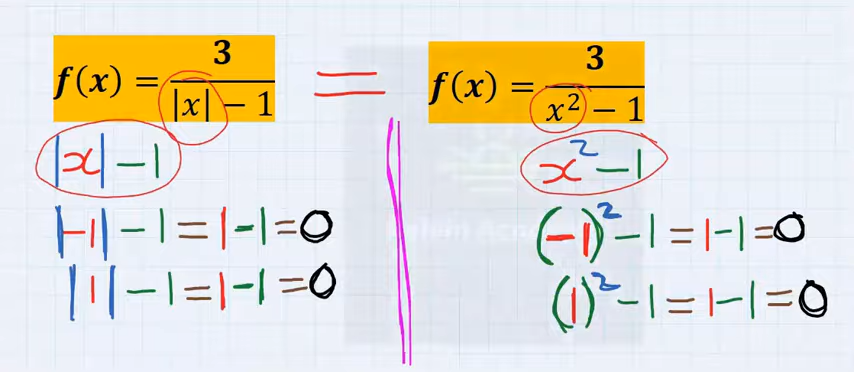 f(x) = 3 / (|x| − 1) = f(x) = 3 / (x² − 1)
|x| − 1
|−1| − 1 = 1 − 1 = 0
|1| − 1 = 1 − 1 = 0
x² − 1
(−1)² − 1 = 1 − 1 = 0
(1)² − 1 = 1 − 1 = 0